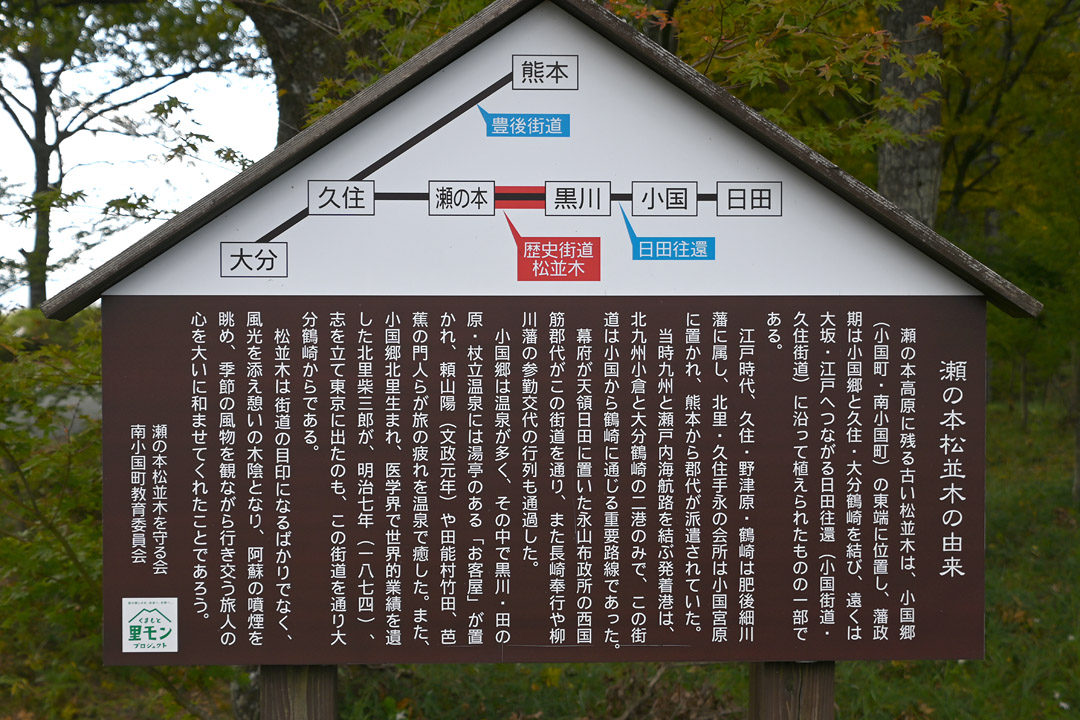 熊本
豊後街道
久住
瀬の本
黒川
小国
日田
歴史街道
松並木
日田往還
大分
瀬の本松並木の由来
瀬の本高原に残る古い松並木は、小国郷
（小国町・南小国町）の東端に位置し、藩政
期は小国郷と久住・大分鶴崎を結び、遠くは
大坂・江戸へつながる日田往還（小国街道・
久住街道）に沿って植えられたものの一部で
ある。
江戸時代、久住・野津原・鶴崎は肥後細川
藩に属し、北里・久住手永の会所は小国宮原
に置かれ、熊本から郡代が派遣されていた。
当時九州と瀬戸内海航路を結ぶ発着港は、
北九州小倉と大分鶴崎の二港のみで、この街
道は小国から鶴崎に通じる重要路線であった。
幕府が天領日田に置いた永山布政所の西国
筋郡代がこの街道を通り、また長崎奉行や柳
川藩の参勤交代の行列も通過した。
小国郷は温泉が多く、その中で黒川・田の
原・杖立温泉には湯亭のある「お客屋」が置
かれ、頼山陽（文政元年）や田能村竹田、芭
蕉の門人らが旅の疲れを温泉で癒した。また、
小国郷北里生まれ、医学界で世界的業績を遺
した北里柴三郎が、明治七年（一八七四）、
志を立て東京に出たのも、この街道を通り大
分鶴崎からである。
松並木は街道の目印になるばかりでなく、
風光を添え憩いの木陰となり、阿蘇の噴煙を
眺め、季節の風物を観ながら行き交う旅人の
心を大いに和ませてくれたことであろう。
瀬の本松並木を守る会
南小国町教育委員会
くまもと
里モン
プロジェクト